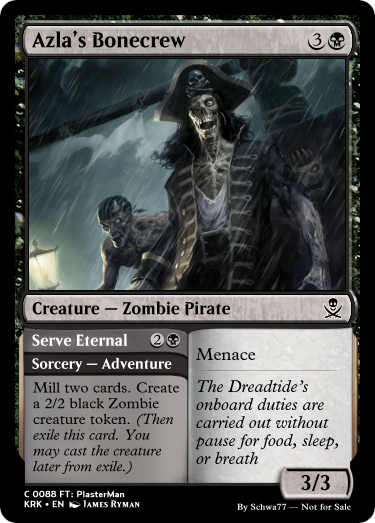 Azla's Bonecrew 3
Creature — Zombie Pirate
Serve Eternal 2
Sorcery — Adventure
Mill two cards. Create
a 2/2 black Zombie
creature token. (Then
exile this card. You
may cast the creature
later from exile.)
Menace
The Dreadtide's
onboard duties are
carried out without
pause for food, sleep,
or breath
3/3
C 0088 FT: PlasterMan
KRK • EN James Ryman
By Schwa77 — Not for Sale